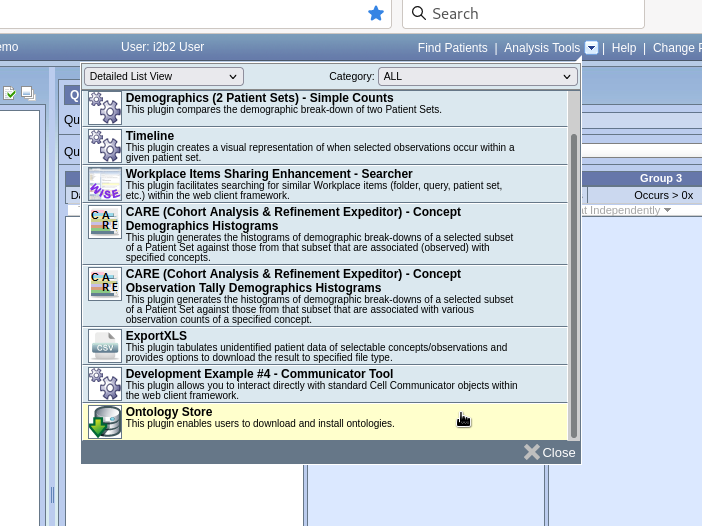 Search
emo
User: i2b2 User
Find Patients | Analysis Tools | Help | Change P
Detailed List View
Category: ALL
Q
Demographics (2 Patient Sets) - Simple Counts
This plugin compares the demographic break-down of two Patient Sets.
Qu
Timeline
This plugin creates a visual representation of when selected observations occur within a
given patient set.
Qu
Workplace Items Sharing Enhancement - Searcher
This plugin facilitates searching for similar Workplace items (folder, query, patient set,
etc.) within the web client framework.
WISE
Group 3
Da
Occurs > 0x
at Independently
CARE (Cohort Analysis & Refinement Expeditor) - Concept
Demographics Histograms
This plugin generates the histograms of demographic break-downs of a selected subset
of a Patient Set against those from that subset that are associated (observed) with
specified concepts.
CARE
CARE (Cohort Analysis & Refinement Expeditor) - Concept
Observation Tally Demographics Histograms
This plugin generates the histograms of demographic break-downs of a selected subset
of a Patient Set against those from that subset that are associated with various
observation counts of a specified concept.
CARE
ExportXLS
This plugin tabulates unidentified patient data of selectable concepts/observations and
provides options to download the result to specified file type.
CSV
Development Example #4 - Communicator Tool
This plugin allows you to interact directly with standard Cell Communicator objects within
the web client framework.
Ontology Store
This plugin enables users to download and install ontologies.
Close